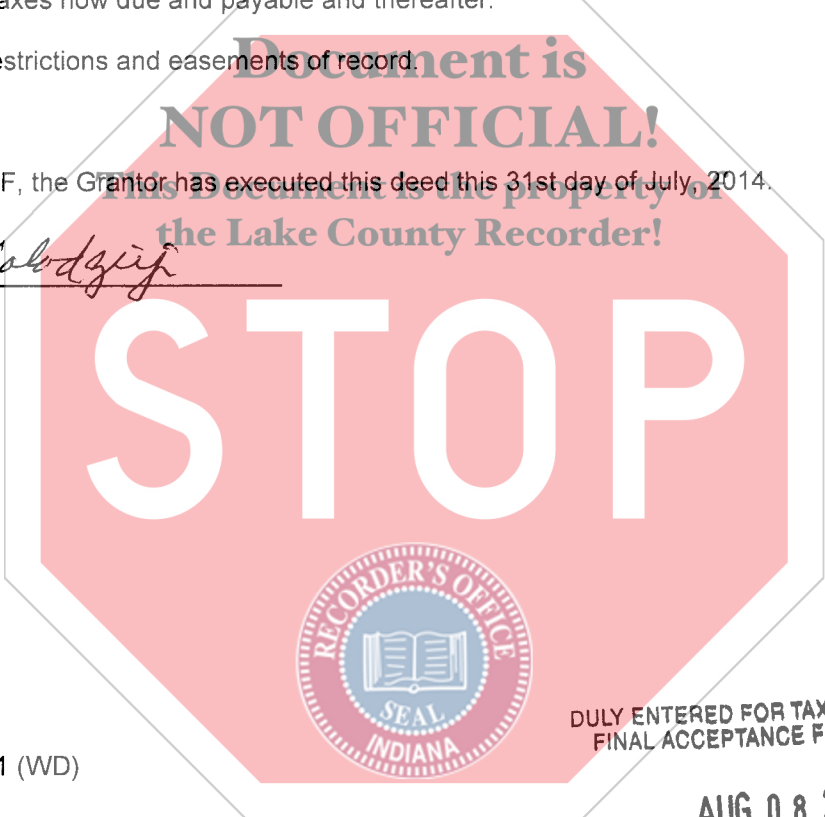 axes now due and payable and thereafter.
estrictions and easements of record.
Document is
NOT OFFICIAL!
F, the Grantor has executed this deed this 31st day of July, 2014.
This Document is the property of
the Lake County Recorder!
STOP
RECORDER'S OFFICE
SEAL
INDIANA
DULY ENTERED FOR TAX
FINAL ACCEPTANCE F
1 (WD)
AUG 08